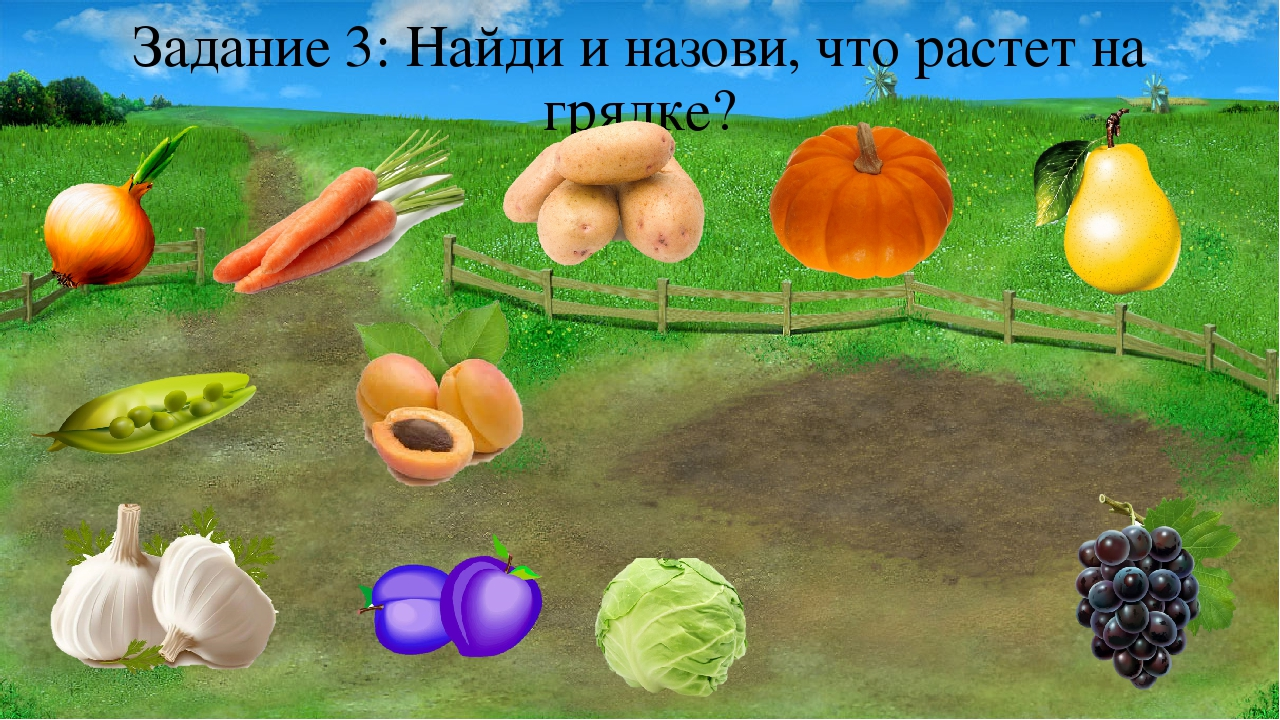 Задание 3: Найди и назови, что растет на
грядке?